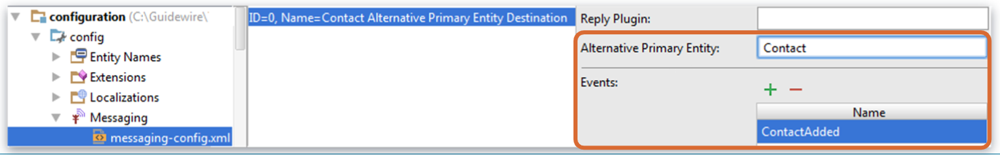 configuration (C:\Guidewire\
config
Entity Names
Extensions
Localizations
Messaging
messaging-config.xml
ID=0, Name=Contact Alternative Primary Entity Destination
Reply Plugin:
Alternative Primary Entity: Contact
Events:
Name
ContactAdded